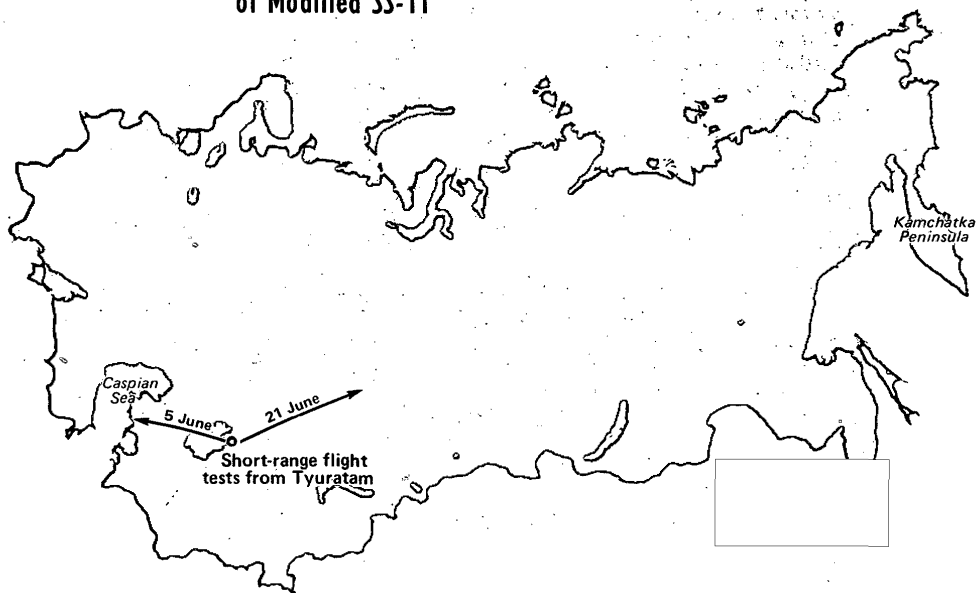 of Modified SS-11
Kamchatka
Peninsula
Caspian
Sea
5 June
21 June
Short-range flight
tests from Tyuratam